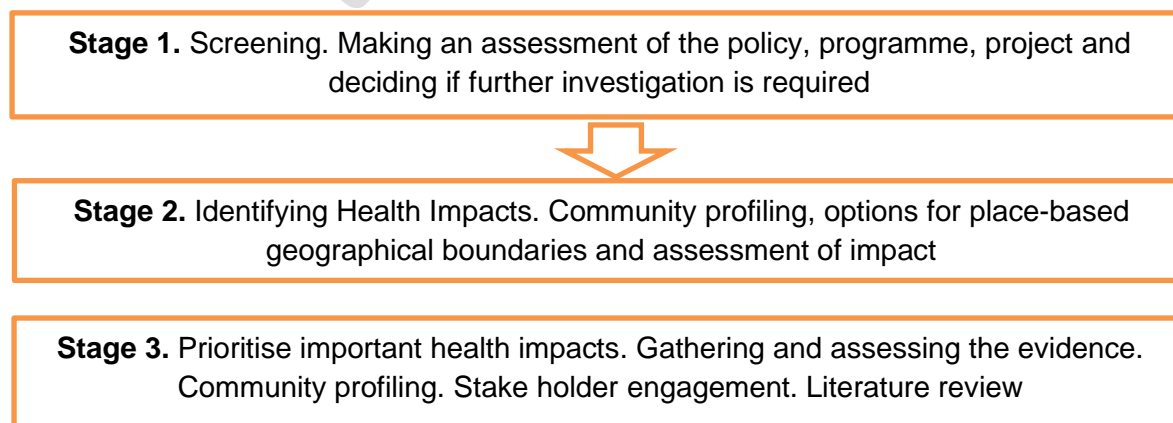 Stage 1. Screening. Making an assessment of the policy, programme, project and
deciding if further investigation is required
Stage 2. Identifying Health Impacts. Community profiling, options for place-based
geographical boundaries and assessment of impact
Stage 3. Prioritise important health impacts. Gathering and assessing the evidence.
Community profiling. Stake holder engagement. Literature review